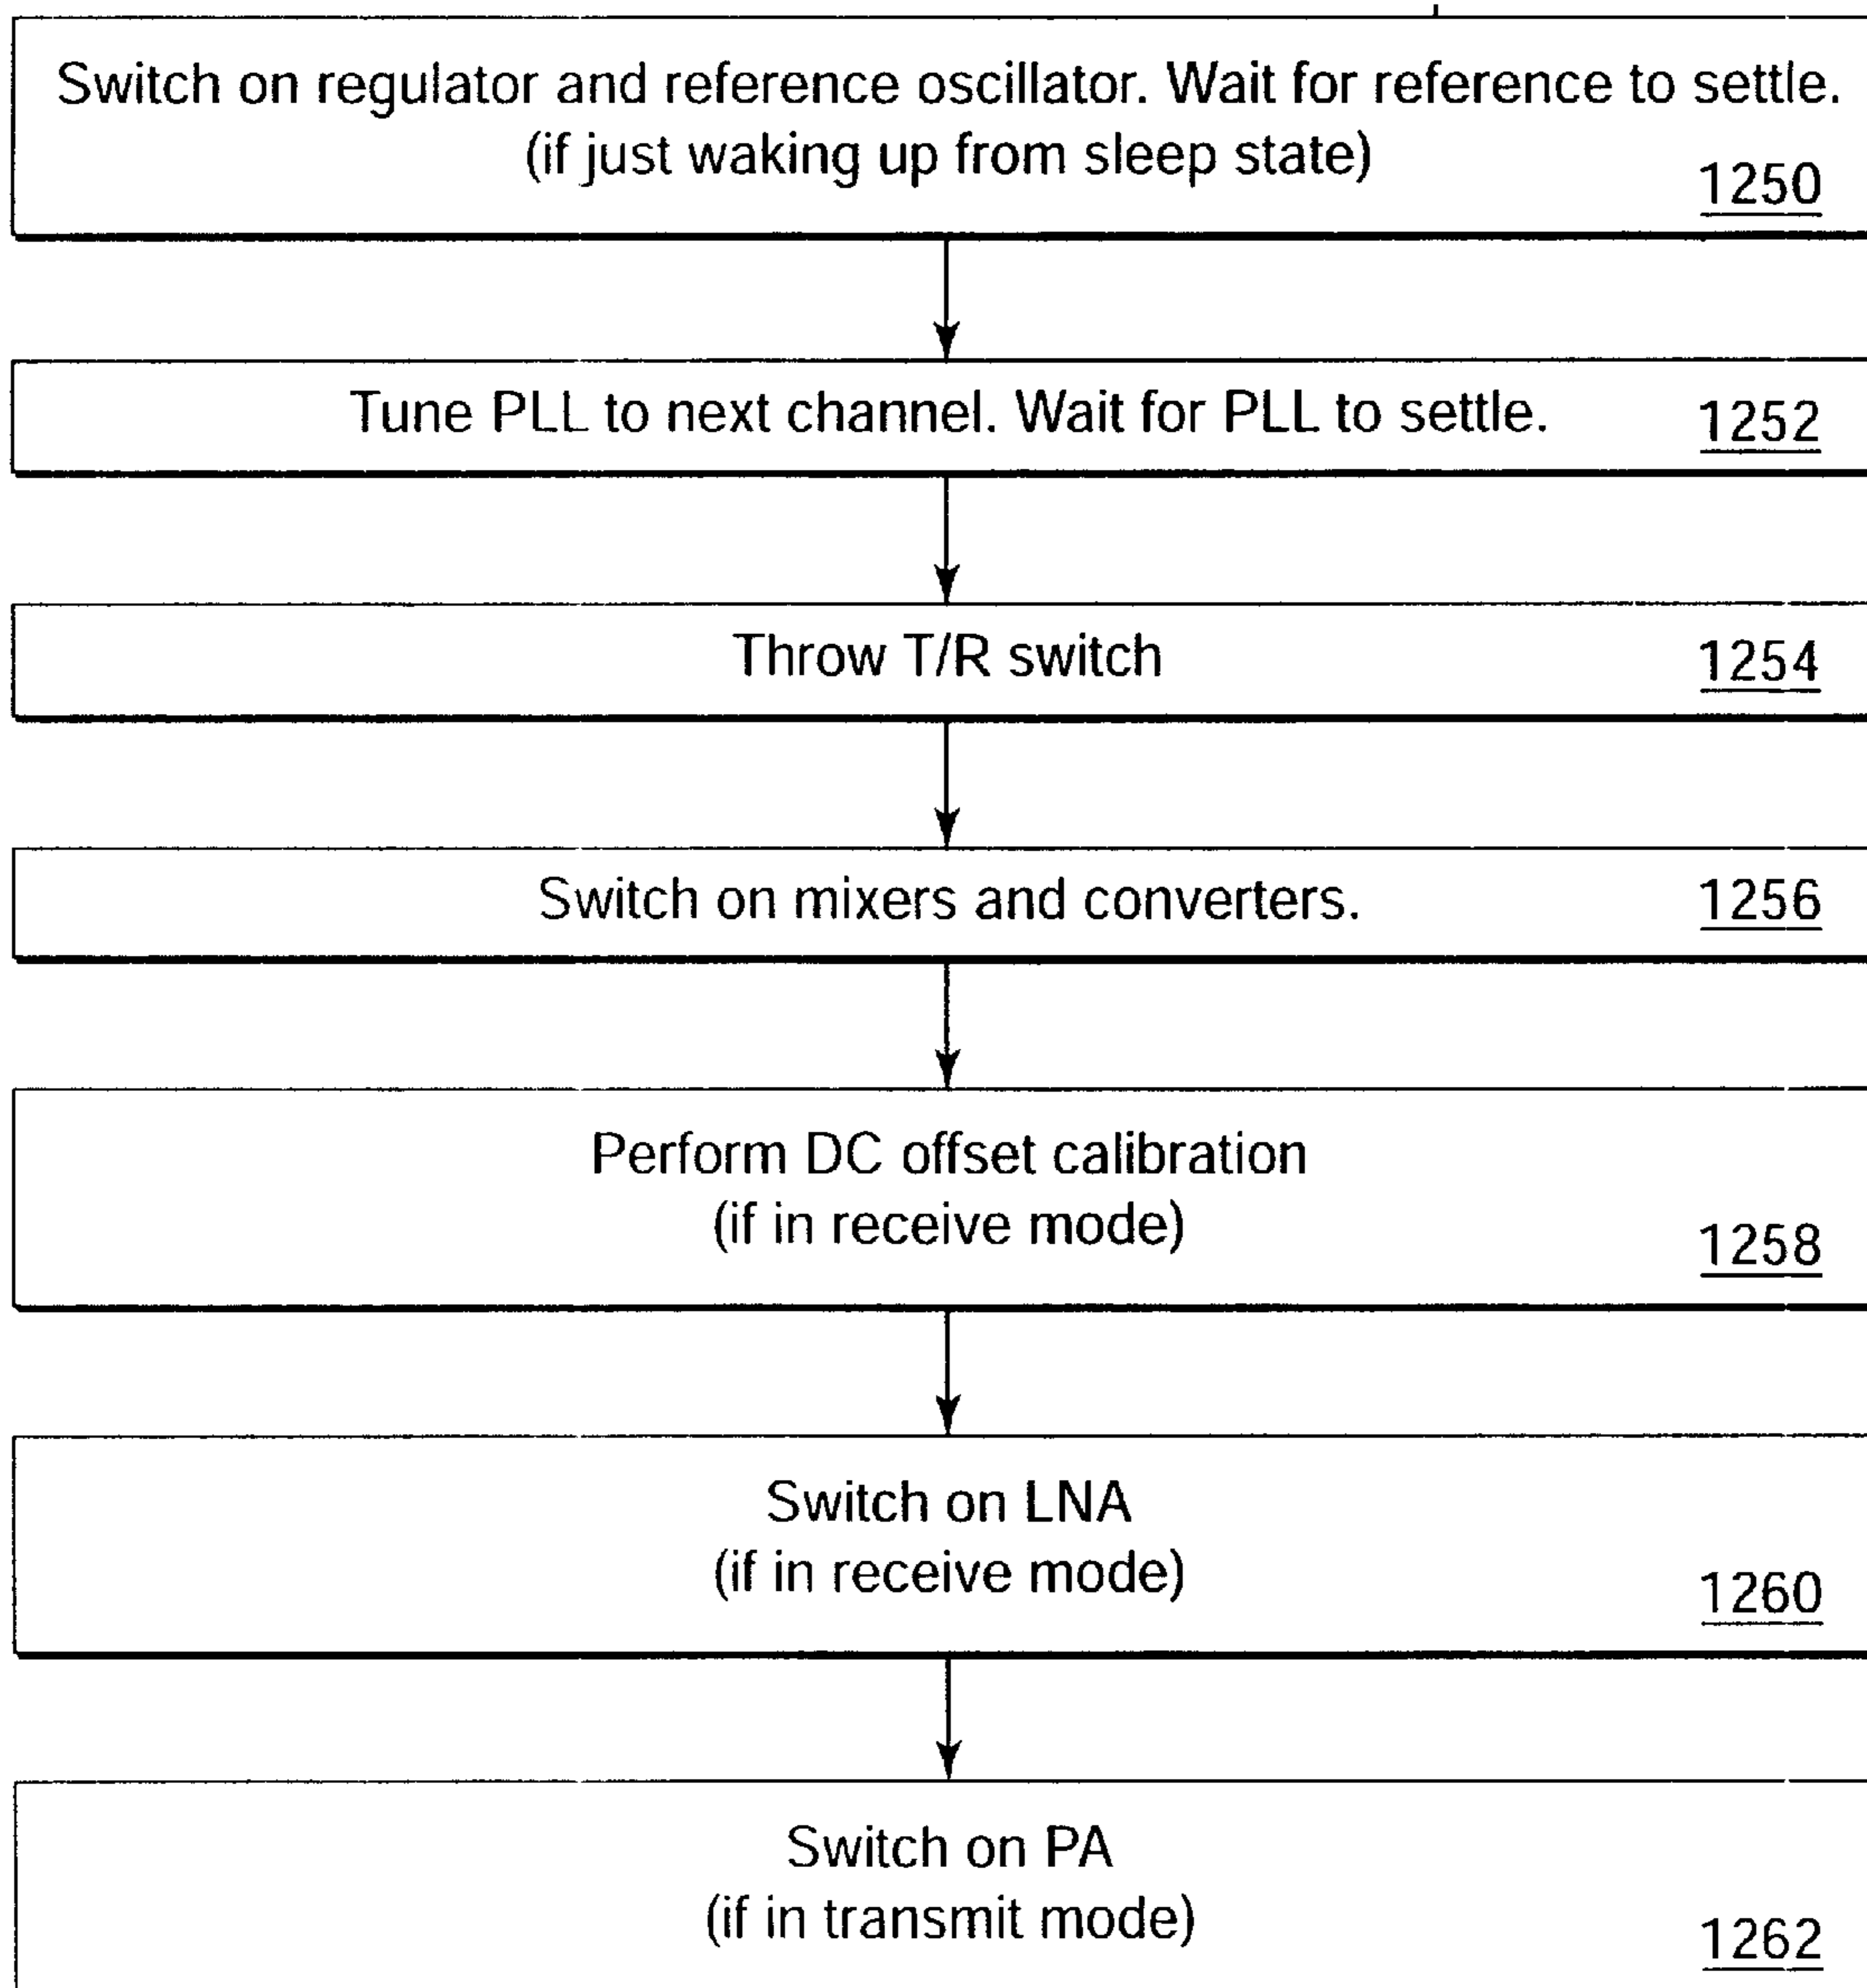 Switch on regulator and reference oscillator. Wait for reference to settle.
(if just waking up from sleep state)
1250
Tune PLL to next channel. Wait for PLL to settle.
1252
Throw T/R switch
1254
Switch on mixers and converters.
1256
Perform DC offset calibration
(if in receive mode)
1258
Switch on LNA
(if in receive mode)
1260
Switch on PA
(if in transmit mode)
1262